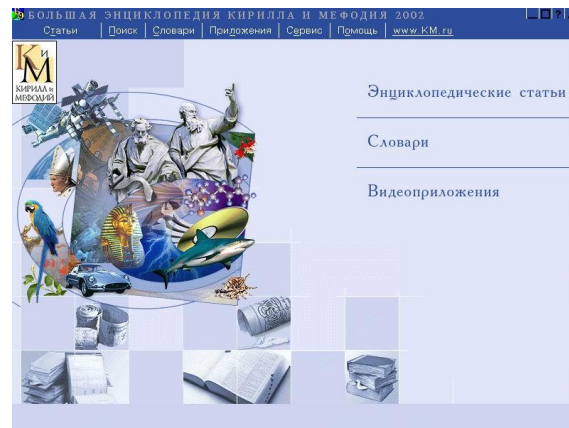 БОЛЬШАЯ ЭНЦИКЛОПЕДИЯ КИРИЛЛА И МЕФОДИЯ 2002
Статьи Поиск Словари Приложения Сервис Помощь www.KM.ru
К и М
КИРИЛЛ и
МЕФОДИЙ
Энциклопедические статьи
Словари
Видеоприложения